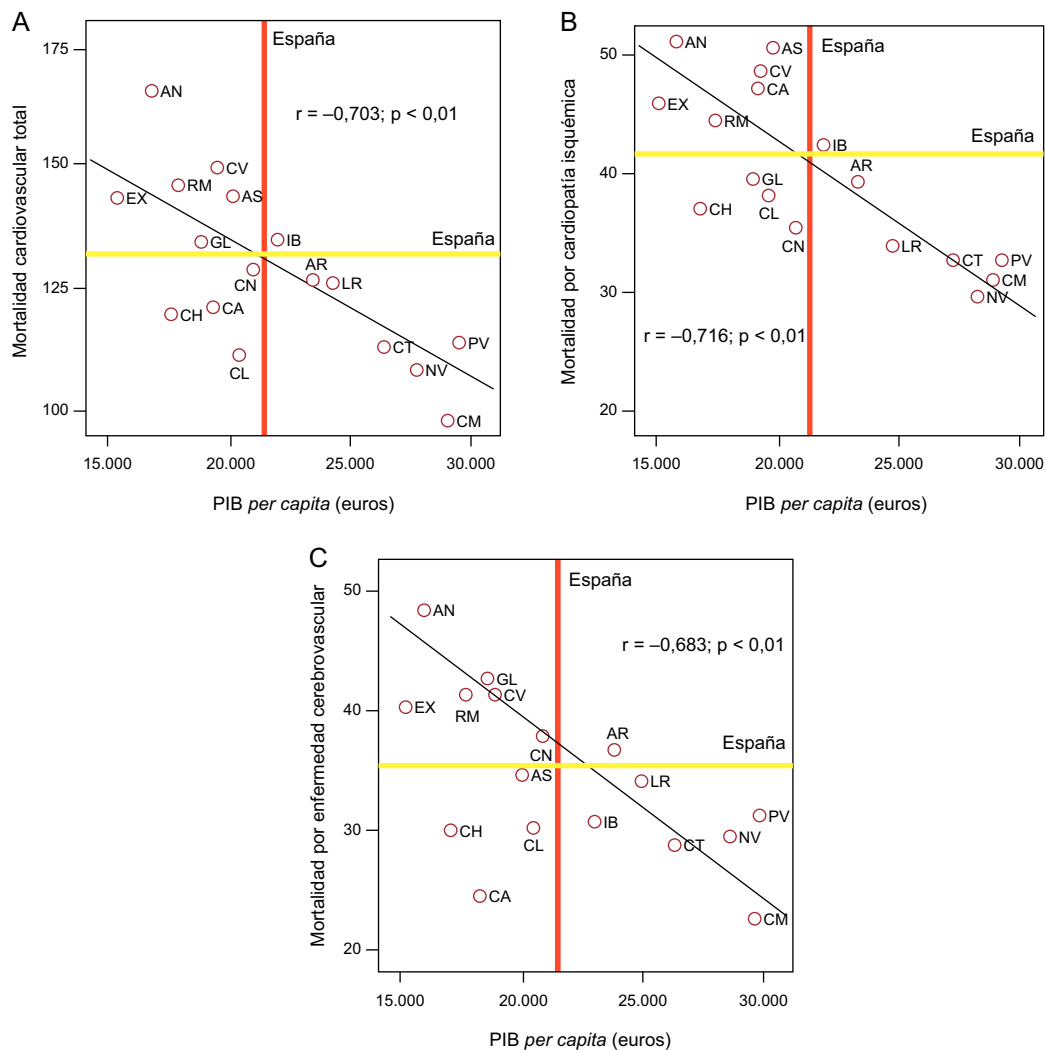 A
Mortalidad cardiovascular total
175
150
125
100
España
r = –0,703; p < 0,01
España
AN
CV
RM
AS
EX
GL
IB
CN
AR
LR
CH
CA
CL
CT
PV
NV
CM
15.000 20.000 25.000 30.000
PIB per capita (euros)
B
Mortalidad por cardiopatía isquémica
50
40
30
20
España
España
r = –0,716; p < 0,01
AN
AS
CV
CA
EX
RM
IB
GL
AR
CL
CH
CN
LR
CT
PV
CM
NV
15.000 20.000 25.000 30.000
PIB per capita (euros)
C
Mortalidad por enfermedad cerebrovascular
50
40
30
20
España
r = –0,683; p < 0,01
España
AN
GL
CV
RM
EX
CN
AR
AS
LR
CH
CL
IB
PV
NV
CT
CA
CM
15.000 20.000 25.000 30.000
PIB per capita (euros)